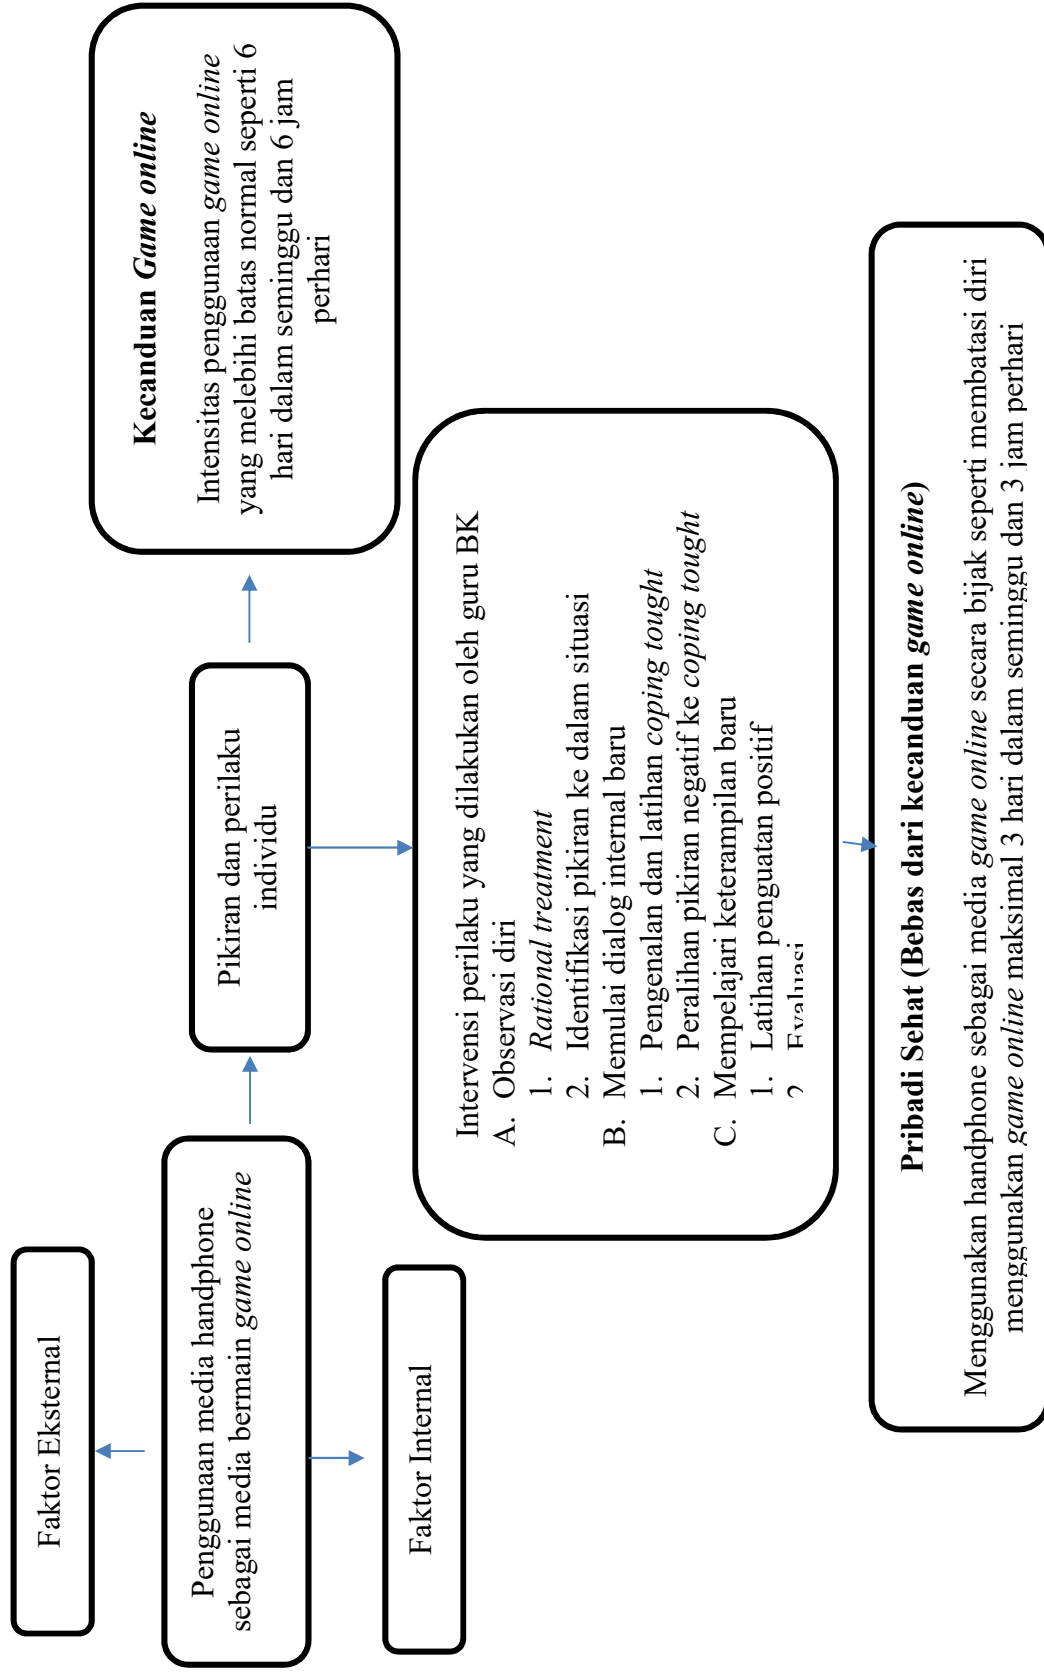 Faktor Eksternal
Penggunaan media handphone
sebagai media bermain game online
Faktor Internal
Pikiran dan perilaku
individu
Kecanduan Game online
Intensitas penggunaan game online
yang melebihi batas normal seperti 6
hari dalam seminggu dan 6 jam
perhari
Intervensi perilaku yang dilakukan oleh guru BK
A. Observasi diri
1. Rational treatment
2. Identifikasi pikiran ke dalam situasi
B. Memulai dialog internal baru
1. Pengenalan dan latihan coping tought
2. Peralihan pikiran negatif ke coping tought
C. Mempelajari keterampilan baru
1. Latihan penguatan positif
2. Evaluasi
Pribadi Sehat (Bebas dari kecanduan game online)
Menggunakan handphone sebagai media game online secara bijak seperti membatasi diri
menggunakan game online maksimal 3 hari dalam seminggu dan 3 jam perhari